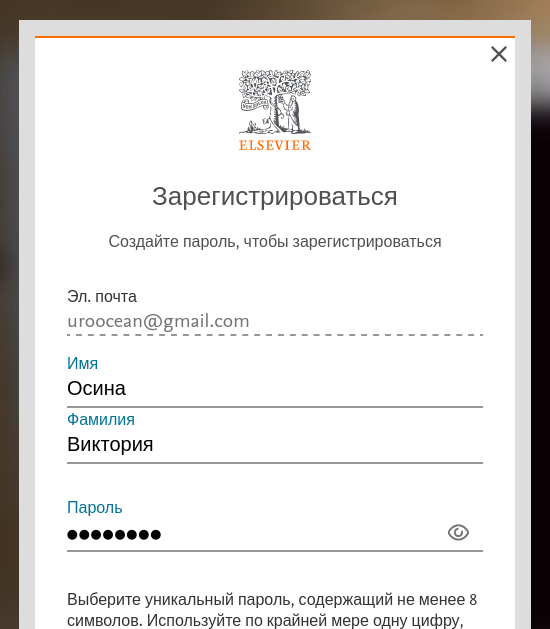 ELSEVIER
Зарегистрироваться
Создайте пароль, чтобы зарегистрироваться
Эл. почта
uroocean@gmail.com
Имя
Осина
Фамилия
Виктория
Пароль
Выберите уникальный пароль, содержащий не менее 8
символов. Используйте по крайней мере одну цифру,